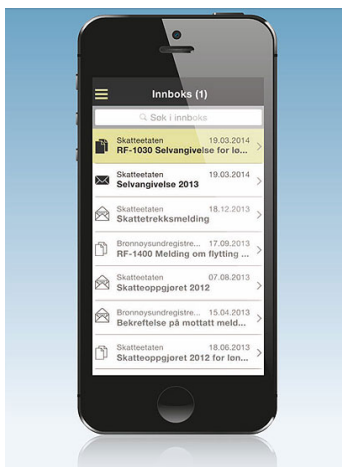 Innboks (1)
Søk i innboks
Skatteetaten 19.03.2014
RF-1030 Selvangivelse for lø...
Skatteetaten 19.03.2014
Selvangivelse 2013
Skatteetaten 18.12.2013
Skattetrekksmelding
Brønnøysundregistre... 17.09.2013
RF-1400 Melding om flytting ...
Skatteetaten 07.08.2013
Skatteoppgjøret 2012
Brønnøysundregistre... 15.04.2013
Bekreftelse på mottatt meld...
Skatteetaten 18.06.2013
Skatteoppgjøret 2012 for løn...